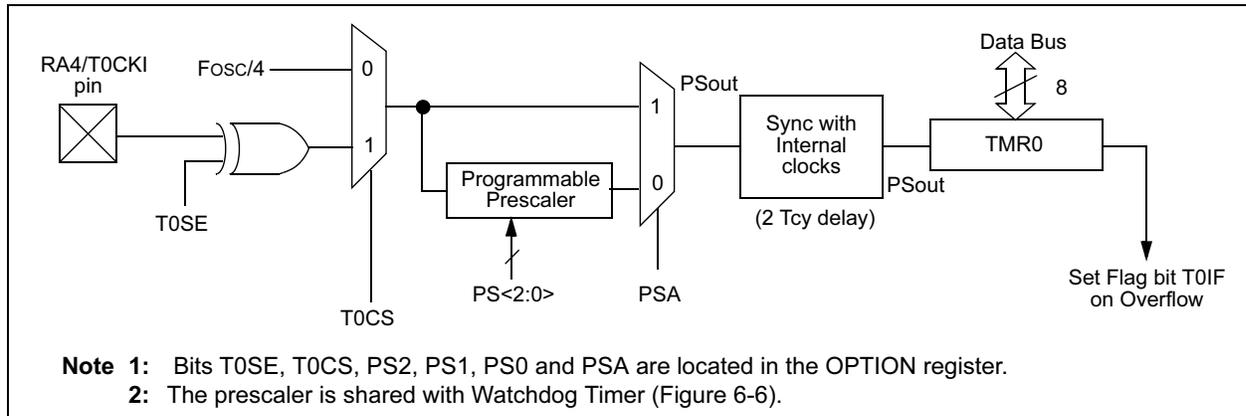 Data Bus
RA4/T0CKI
pin
FOSC/4
0
PSout
8
1
Sync with
Internal
clocks
TMR0
1
Programmable
Prescaler
0
PSout
T0SE
(2 Tcy delay)
PS<2:0>
PSA
Set Flag bit T0IF
on Overflow
T0CS
Note 1: Bits T0SE, T0CS, PS2, PS1, PS0 and PSA are located in the OPTION register.
2: The prescaler is shared with Watchdog Timer (Figure 6-6).